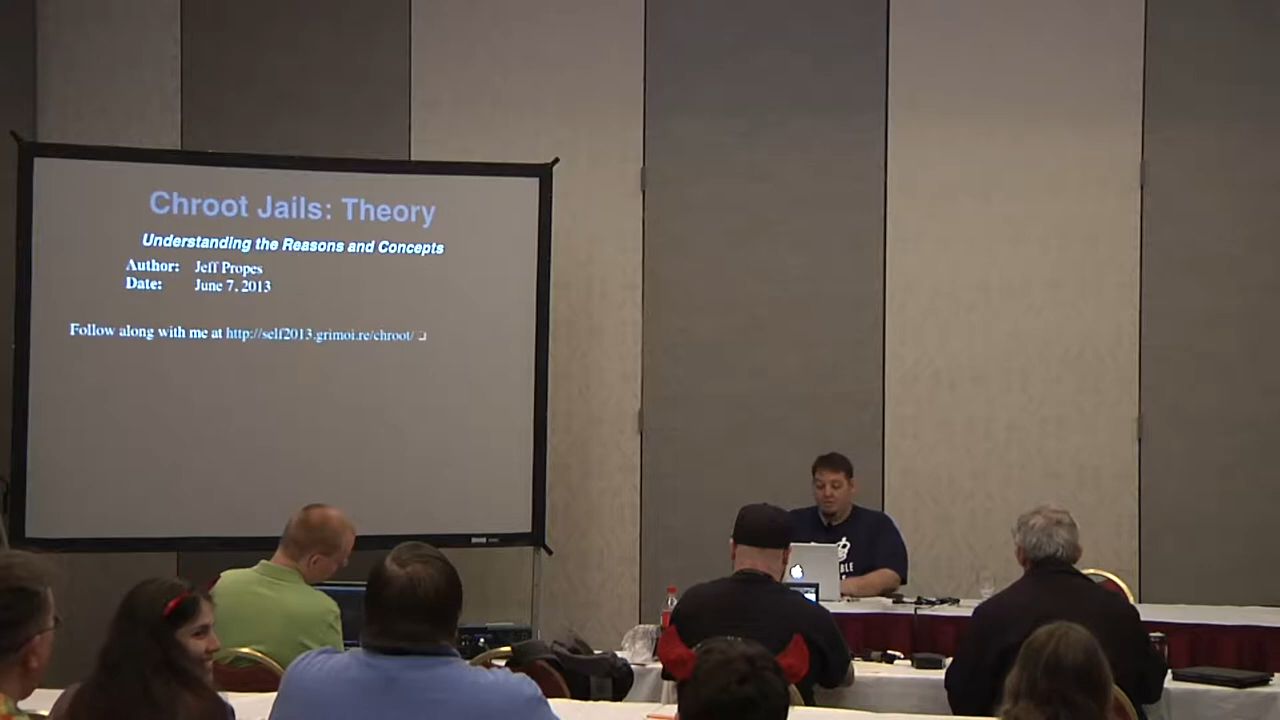 Chroot Jails: Theory
Understanding the Reasons and Concepts
Author: Jeff Propes
Date: June 7, 2013
Follow along with me at http://self2013.grimoi.re/chroot/